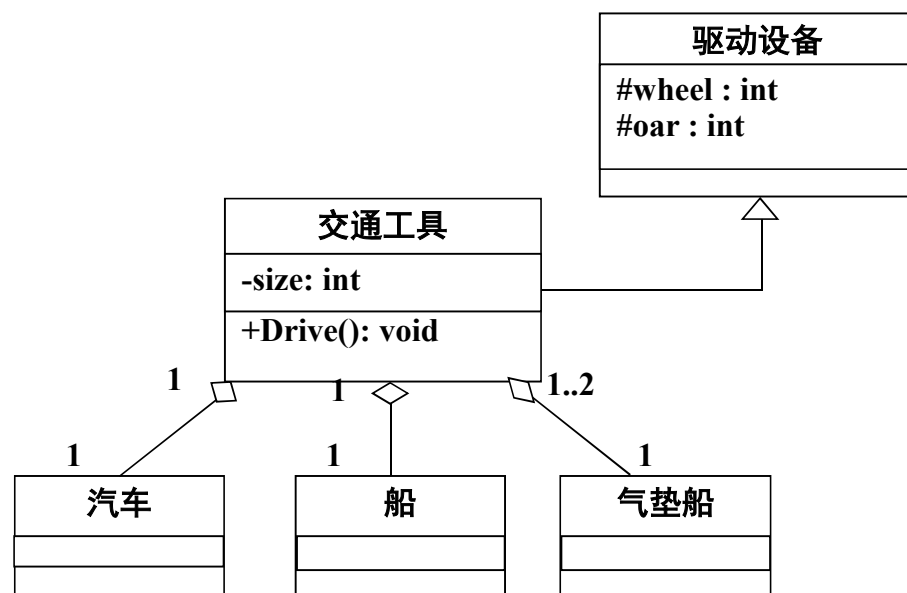 驱动设备
#wheel : int
#oar : int
交通工具
-size: int
+Drive(): void
1
1
1..2
1
1
1
汽车
船
气垫船